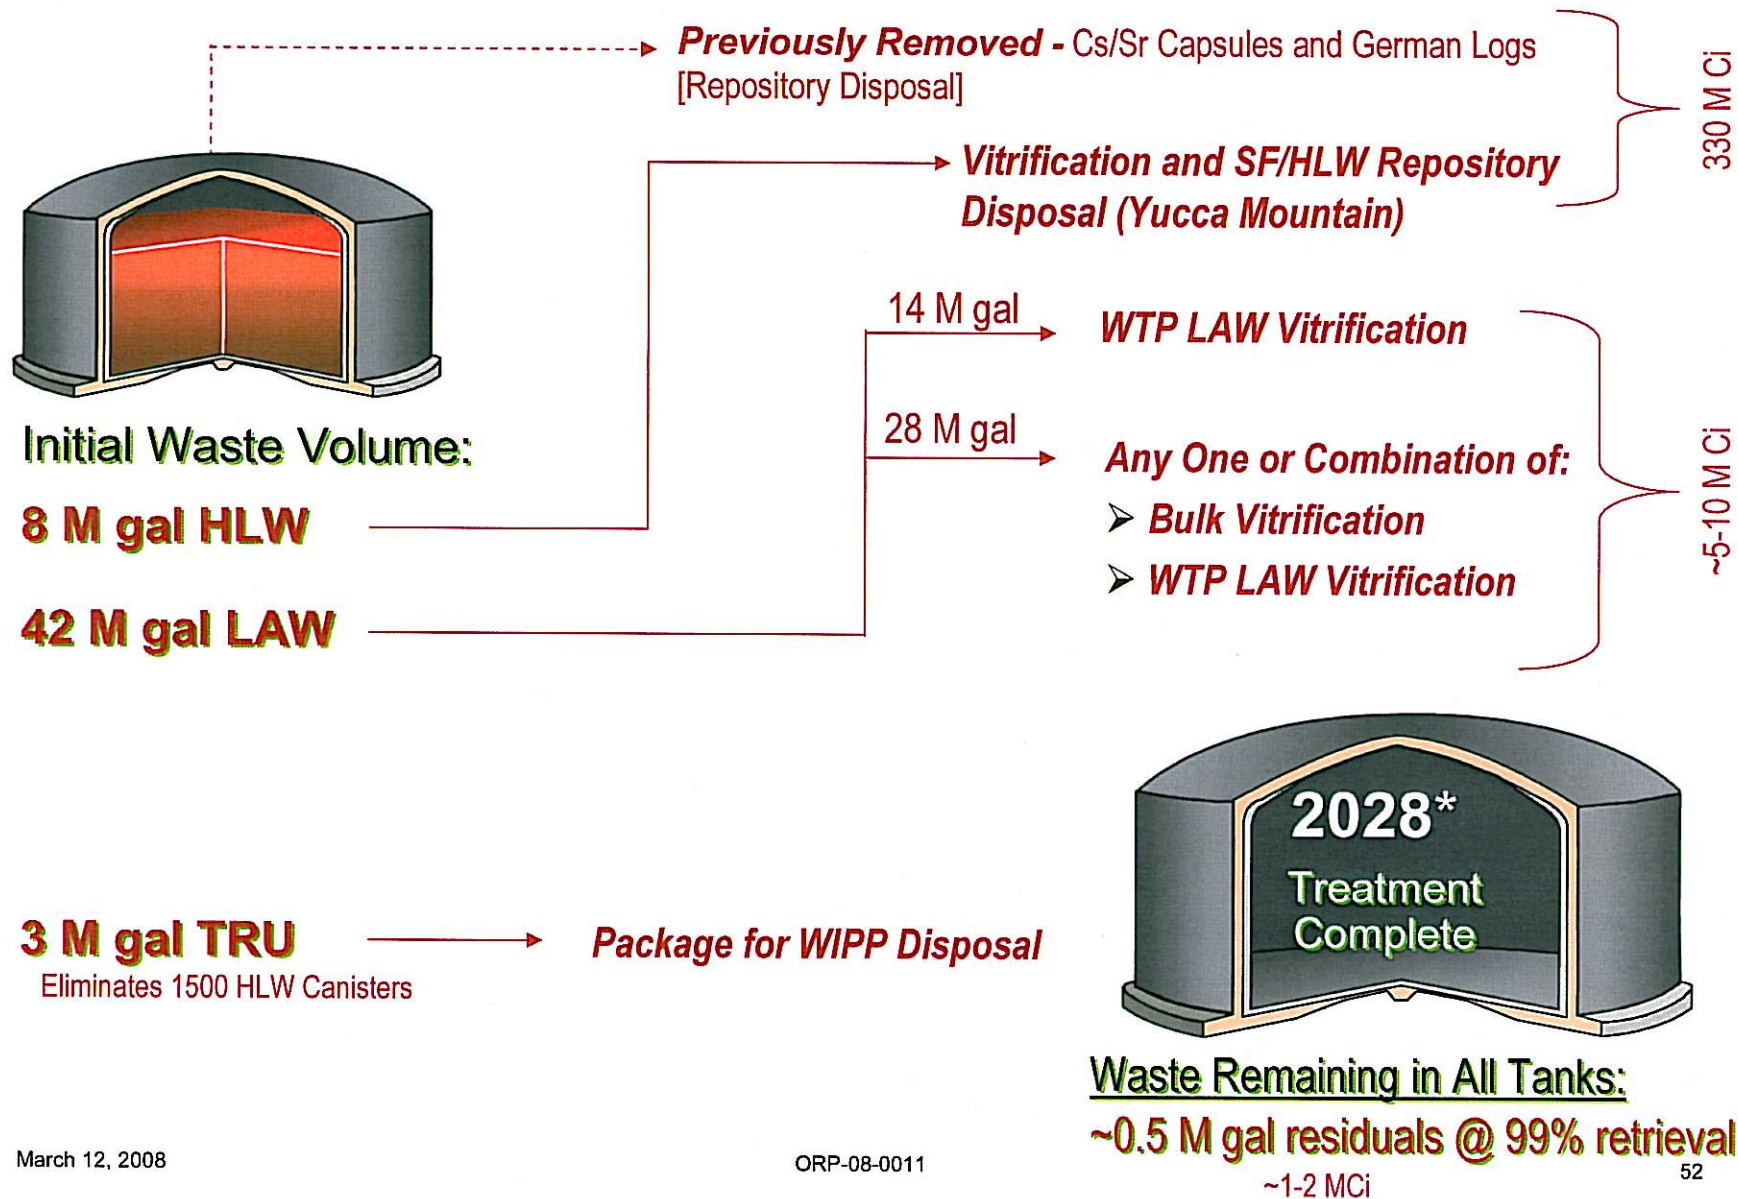 Previously Removed - Cs/Sr Capsules and German Logs
[Repository Disposal]
330 M Ci
Vitrification and SF/HLW Repository
Disposal (Yucca Mountain)
14 M gal
WTP LAW Vitrification
Initial Waste Volume:
28 M gal
Any One or Combination of:
➢ Bulk Vitrification
➢ WTP LAW Vitrification
~5-10 M Ci
8 M gal HLW
42 M gal LAW
2028*
Treatment
Complete
3 M gal TRU
Eliminates 1500 HLW Canisters
Package for WIPP Disposal
Waste Remaining in All Tanks:
~0.5 M gal residuals @ 99% retrieval
~1-2 MCi
March 12, 2008
ORP-08-0011
52